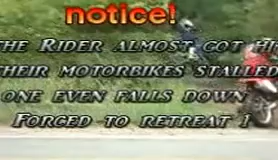 notice!
THE RIDER ALMOST GOT
THEIR MOTORBIKES STALLED
ONE EVEN FALLS DOWN
FORCED TO RETREAT !